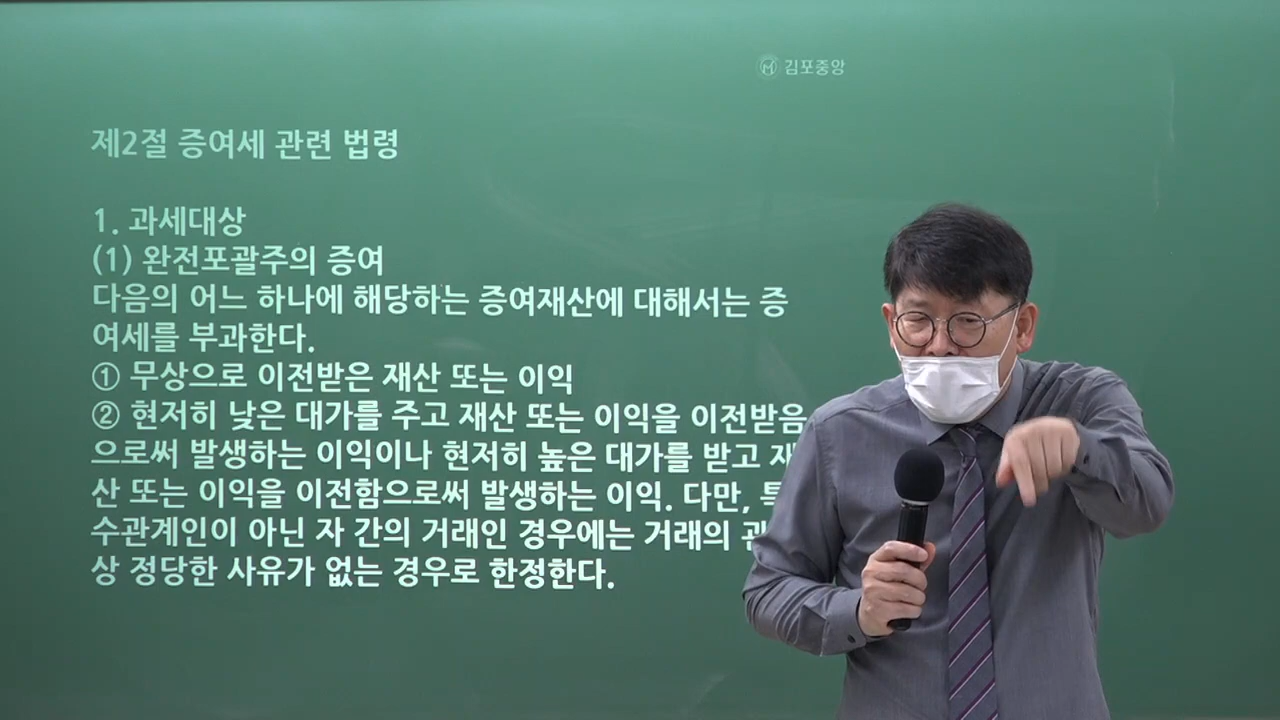 김포중앙
제2절 증여세 관련 법령
1. 과세대상
(1) 완전포괄주의 증여
다음의 어느 하나에 해당하는 증여재산에 대해서는 증
여세를 부과한다.
① 무상으로 이전받은 재산 또는 이익
② 현저히 낮은 대가를 주고 재산 또는 이익을 이전받음
으로써 발생하는 이익이나 현저히 높은 대가를 받고 재
산 또는 이익을 이전함으로써 발생하는 이익. 다만, 특
수관계인이 아닌 자 간의 거래인 경우에는 거래의
상 정당한 사유가 없는 경우로 한정한다.